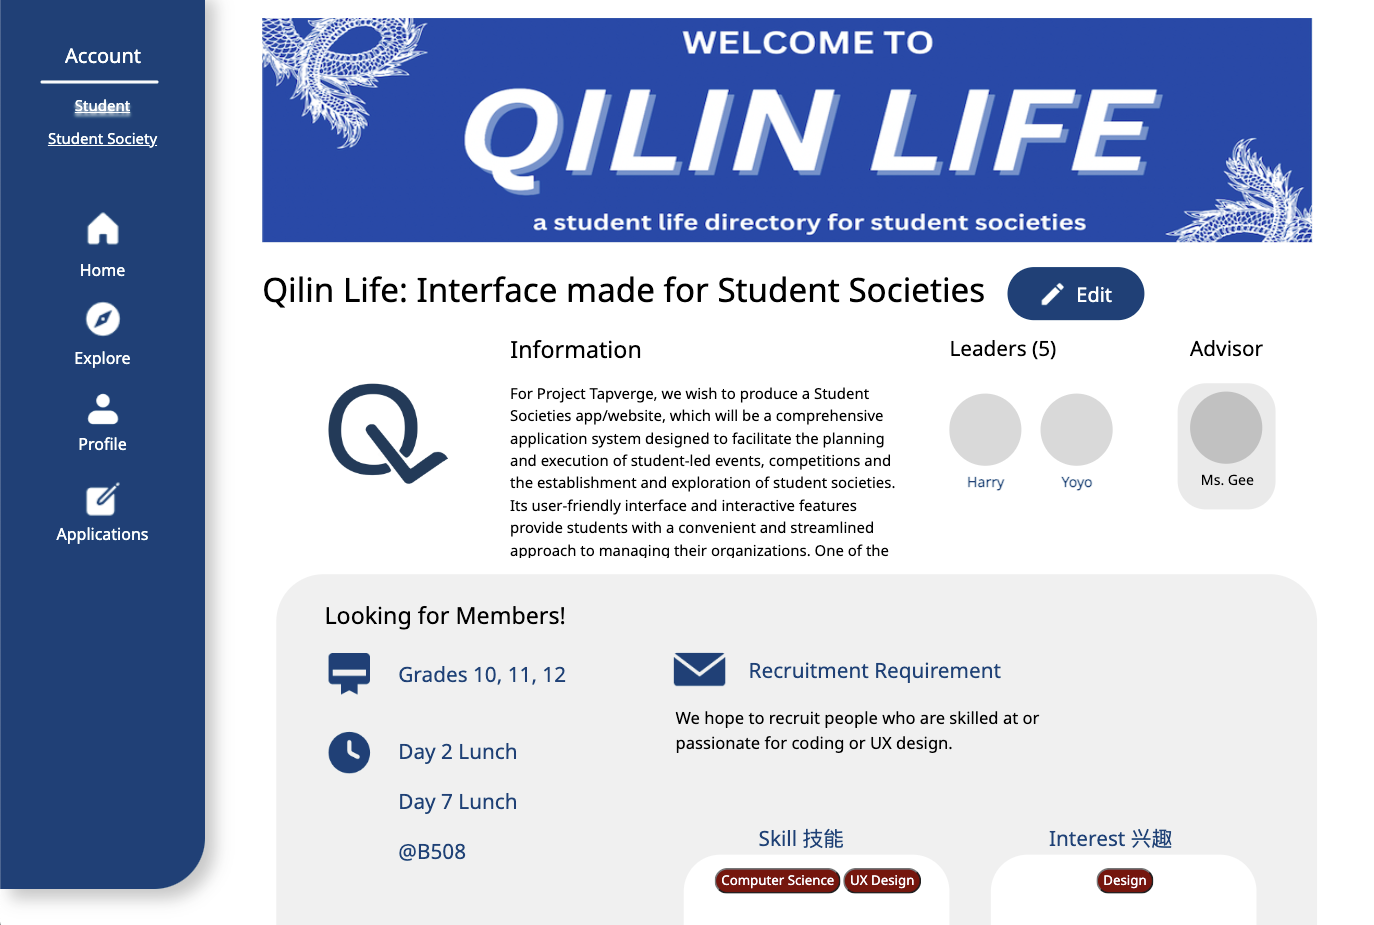 Account
Student
Student Society
Home
Explore
Profile
Applications
WELCOME TO
QILIN LIFE
a student life directory for student societies
Qilin Life: Interface made for Student Societies
Edit
Information
For Project Tapverge, we wish to produce a Student
Societies app/website, which will be a comprehensive
application system designed to facilitate the planning
and execution of student-led events, competitions and
the establishment and exploration of student societies.
Its user-friendly interface and interactive features
provide students with a convenient and streamlined
approach to managing their organizations. One of the
Leaders (5)
Harry
Yoyo
Advisor
Ms. Gee
Looking for Members!
Grades 10, 11, 12
Day 2 Lunch
Day 7 Lunch
@B508
Recruitment Requirement
We hope to recruit people who are skilled at or
passionate for coding or UX design.
Skill 技能
Computer Science
UX Design
Interest 兴趣
Design